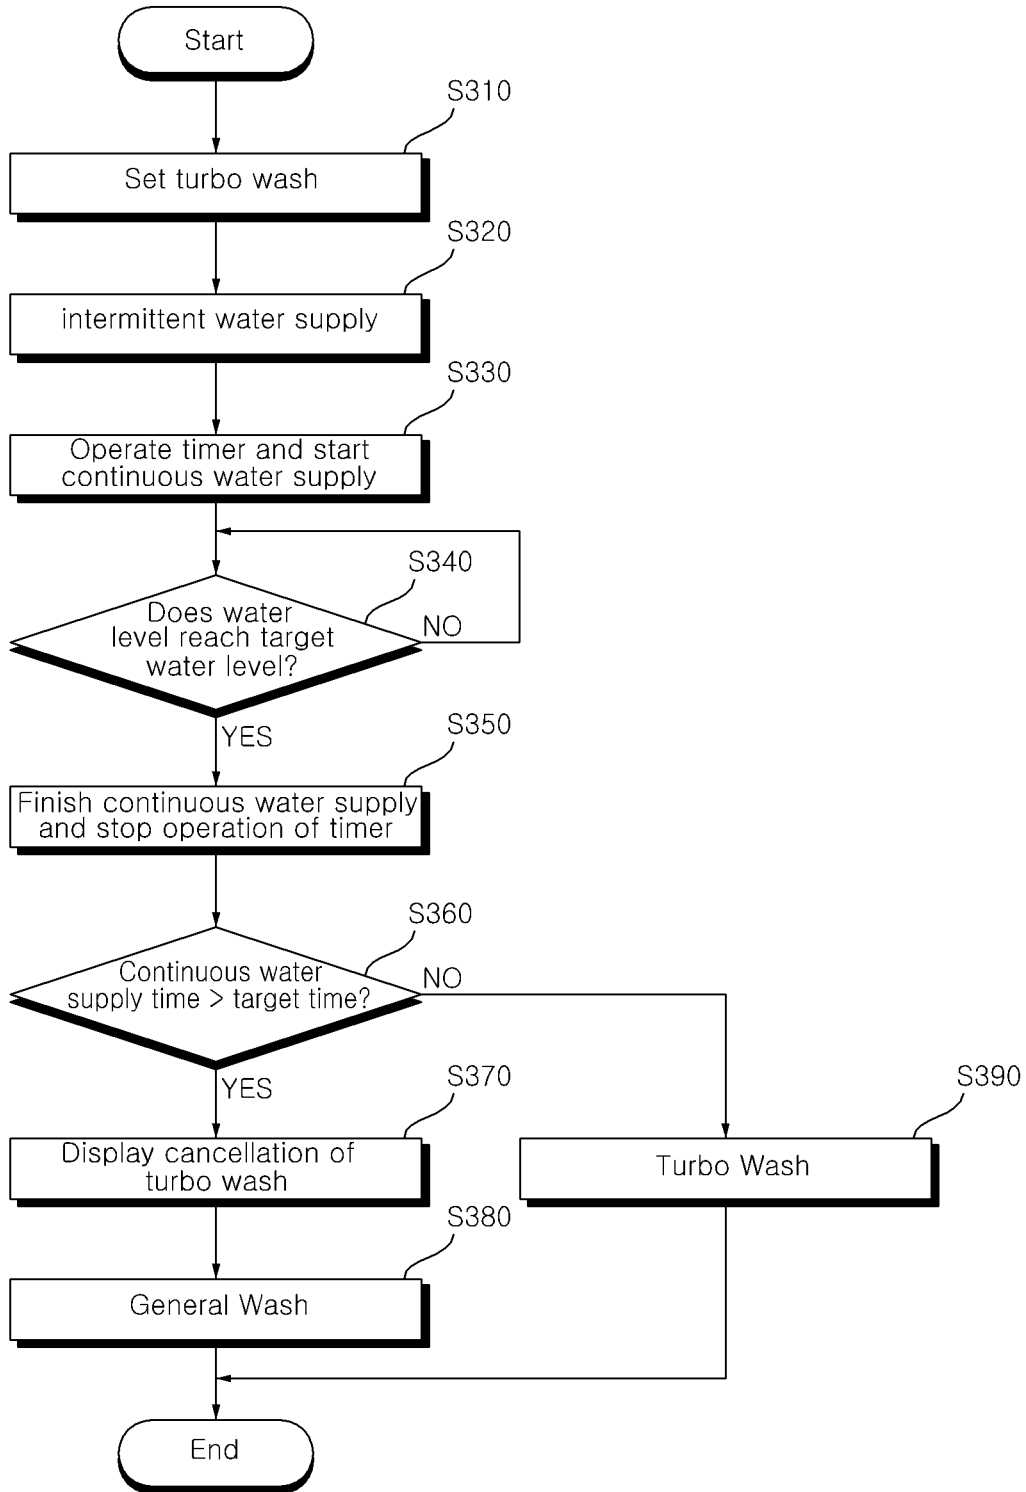 Start
S310
Set turbo wash
S320
intermittent water supply
S330
Operate timer and start
continuous water supply
S340
Does water
level reach target
water level?
NO
YES
S350
Finish continuous water supply
and stop operation of timer
S360
Continuous water
supply time > target time?
NO
YES
S370
Display cancellation of
turbo wash
S390
Turbo Wash
S380
General Wash
End